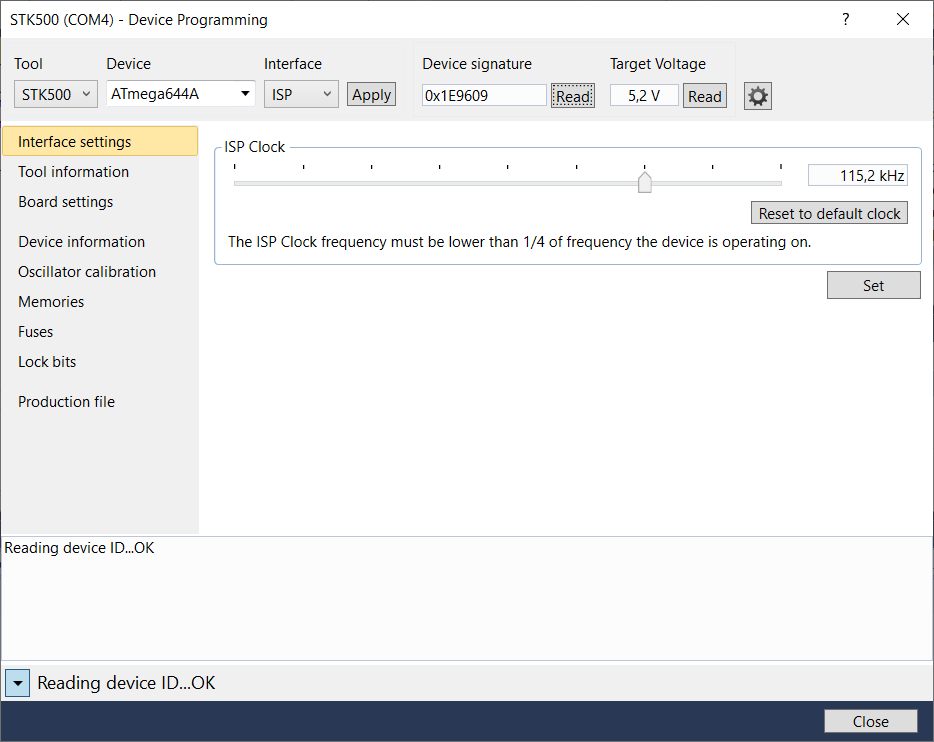 STK500 (COM4) - Device Programming
?
Tool Device Interface Device signature Target Voltage
STK500 ATmega644A ISP Apply 0x1E9609 Read 5,2 V Read
Interface settings
Tool information
Board settings
Device information
Oscillator calibration
Memories
Fuses
Lock bits
Production file
ISP Clock
115,2 kHz
Reset to default clock
The ISP Clock frequency must be lower than 1/4 of frequency the device is operating on.
Set
Reading device ID...OK
Reading device ID...OK
Close